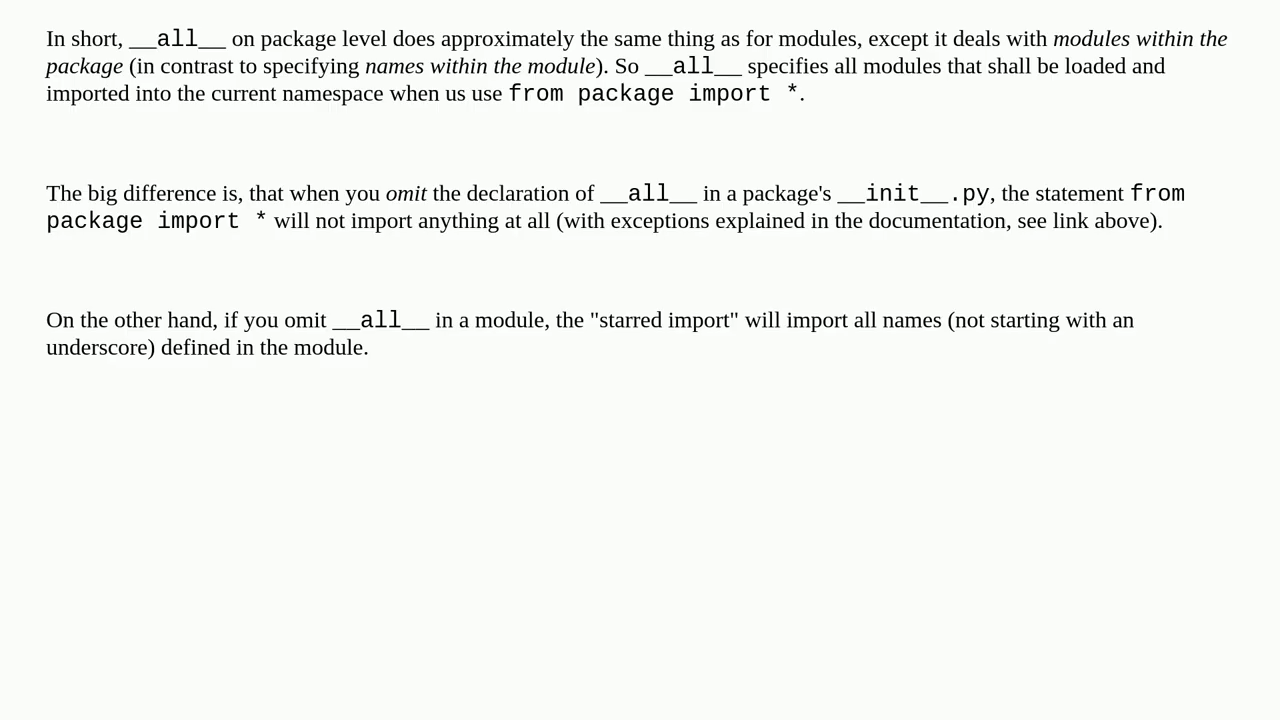 In short, __all__ on package level does approximately the same thing as for modules, except it deals with modules within the
package (in contrast to specifying names within the module). So __all__ specifies all modules that shall be loaded and
imported into the current namespace when us use from package import *.
The big difference is, that when you omit the declaration of __all__ in a package's __init__.py, the statement from
package import * will not import anything at all (with exceptions explained in the documentation, see link above).
On the other hand, if you omit __all__ in a module, the "starred import" will import all names (not starting with an
underscore) defined in the module.